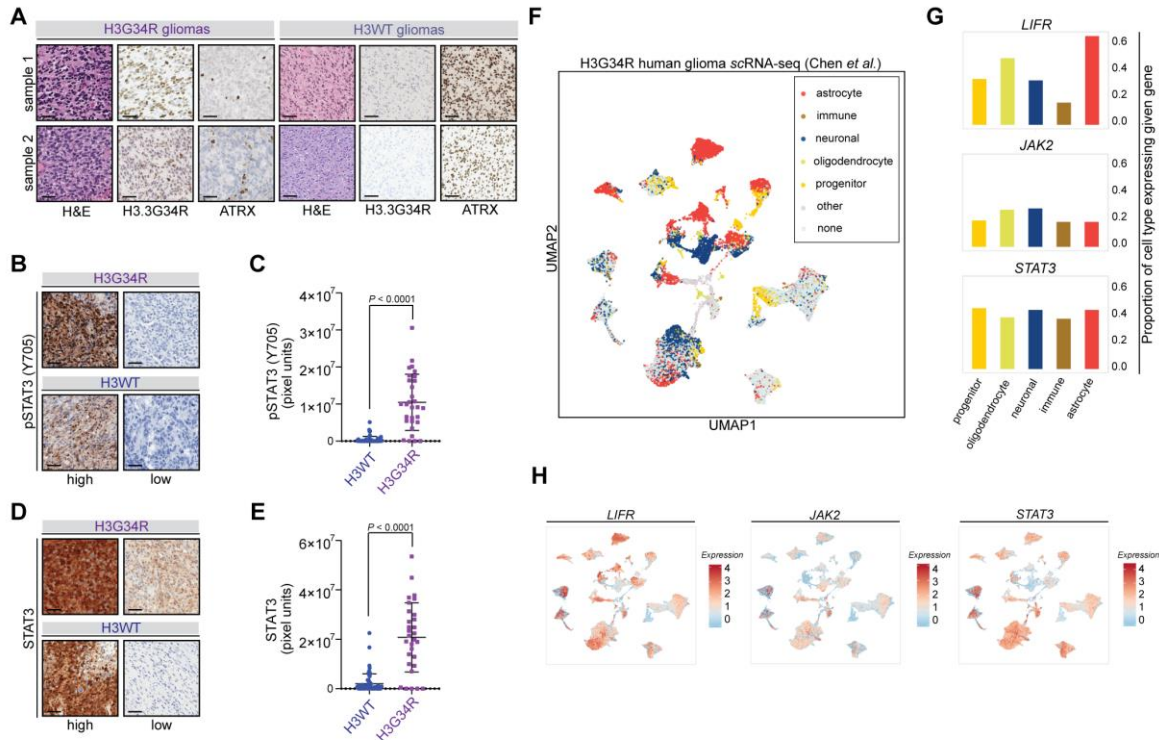 A
H3G34R gliomas
H3WT gliomas
sample 1
sample 2
H&E
H3.3G34R
ATRX
H&E
H3.3G34R
ATRX
B
H3G34R
H3WT
pSTAT3 (Y705)
high
low
C
P < 0.0001
4×10⁷
3×10⁷
2×10⁷
1×10⁷
0
pSTAT3 (Y705)
(pixel units)
H3WT
H3G34R
D
H3G34R
H3WT
STAT3
high
low
E
P < 0.0001
6×10⁷
4×10⁷
2×10⁷
0
STAT3
(pixel units)
H3WT
H3G34R
F
H3G34R human glioma scRNA-seq (Chen et al.)
astrocyte
immune
neuronal
oligodendrocyte
progenitor
other
none
UMAP2
UMAP1
G
LIFR
0.6
0.4
0.2
0.0
JAK2
0.6
0.4
0.2
0.0
STAT3
0.6
0.4
0.2
0.0
Proportion of cell type expressing given gene
progenitor
oligodendrocyte
neuronal
immune
astrocyte
H
LIFR
Expression
4
3
2
1
0
JAK2
Expression
4
3
2
1
0
STAT3
Expression
4
3
2
1
0